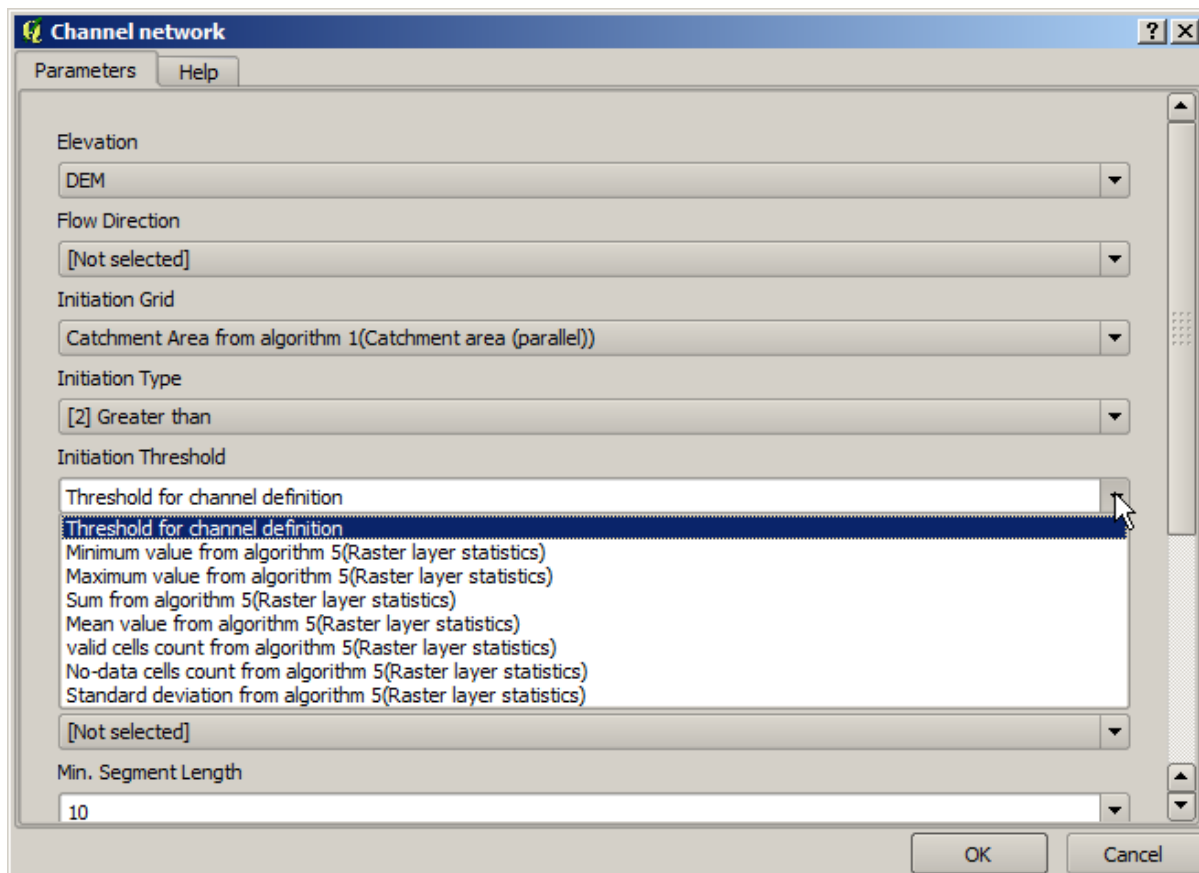 Channel network
Parameters Help
Elevation
DEM
Flow Direction
[Not selected]
Initiation Grid
Catchment Area from algorithm 1(Catchment area (parallel))
Initiation Type
[2] Greater than
Initiation Threshold
Threshold for channel definition
Threshold for channel definition
Minimum value from algorithm 5(Raster layer statistics)
Maximum value from algorithm 5(Raster layer statistics)
Sum from algorithm 5(Raster layer statistics)
Mean value from algorithm 5(Raster layer statistics)
valid cells count from algorithm 5(Raster layer statistics)
No-data cells count from algorithm 5(Raster layer statistics)
Standard deviation from algorithm 5(Raster layer statistics)
[Not selected]
Min. Segment Length
10
OK Cancel